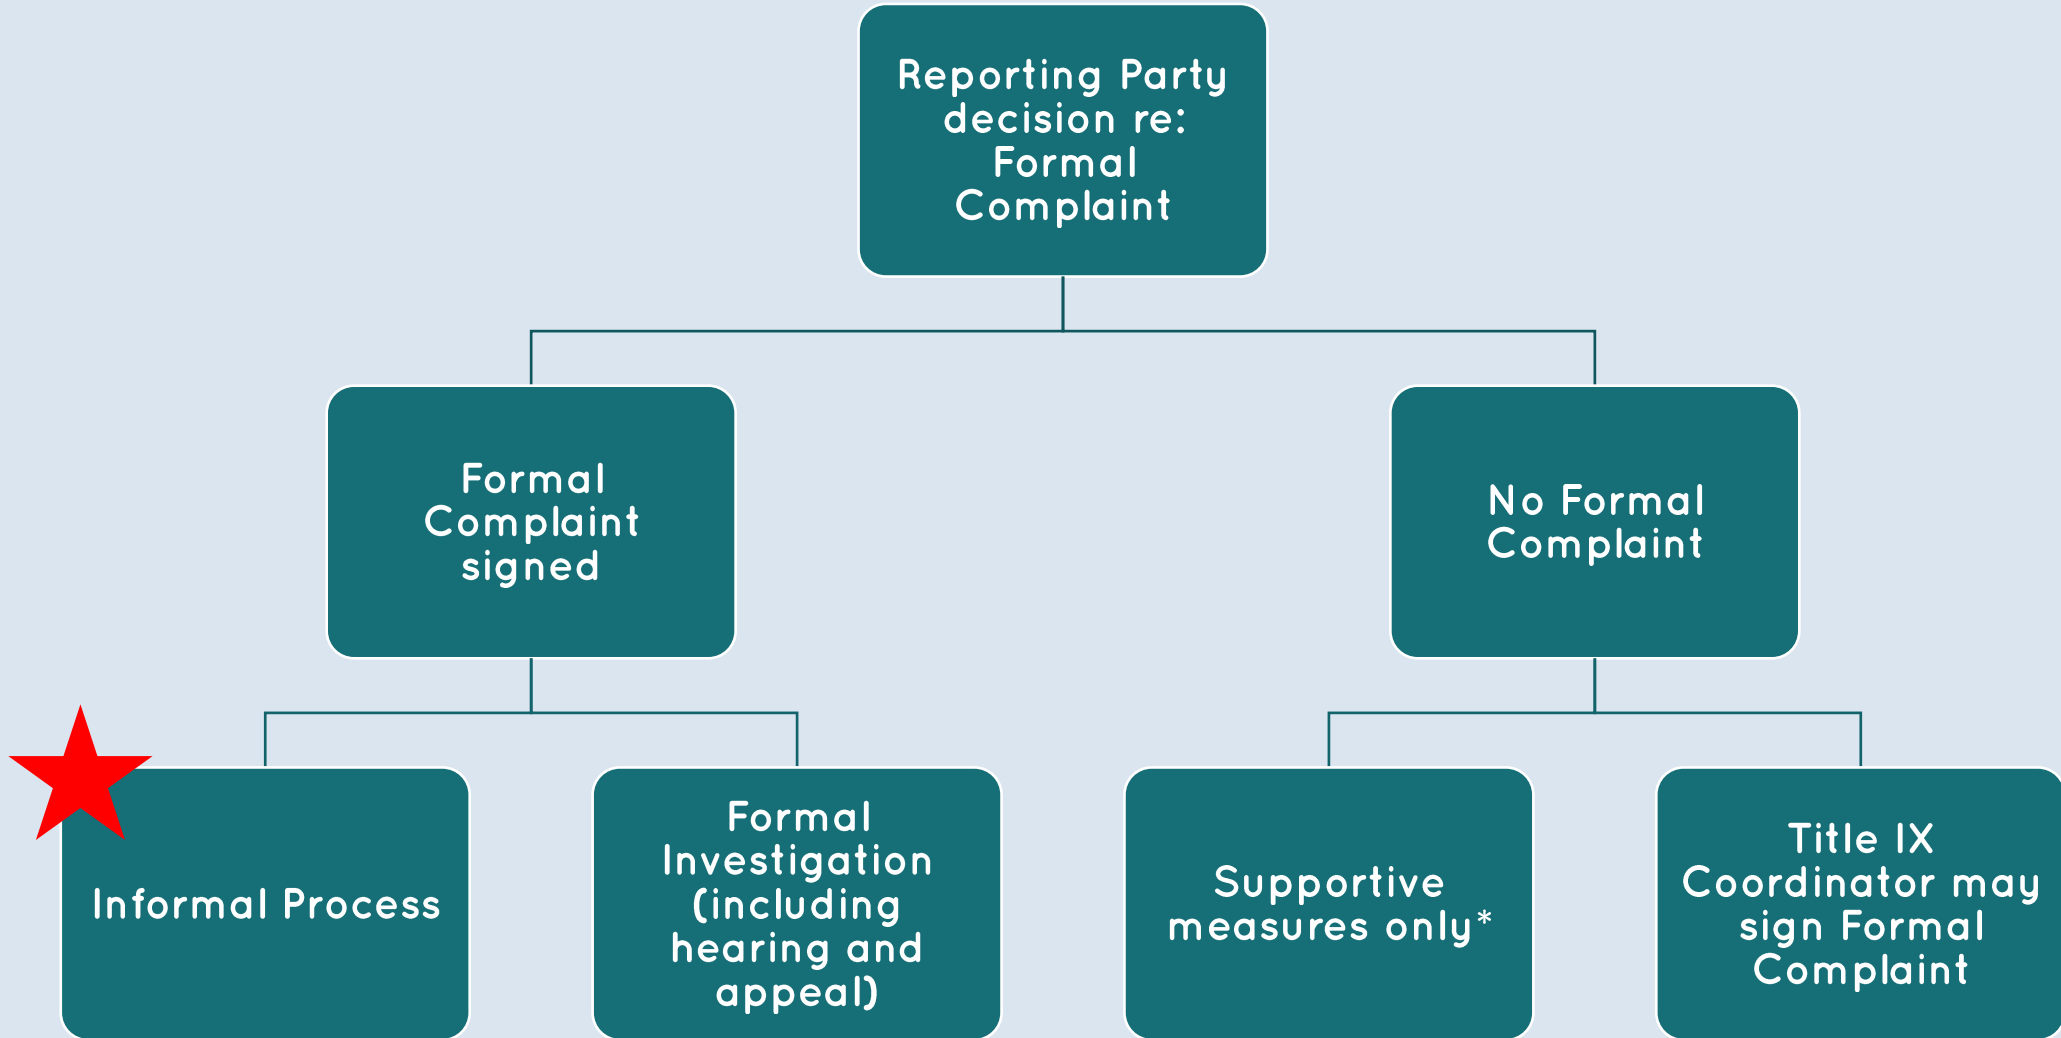 Reporting Party
decision re:
Formal
Complaint
Formal
Complaint
signed
No Formal
Complaint
Informal Process
Formal
Investigation
(including
hearing and
appeal)
Supportive
measures only*
Title IX
Coordinator may
sign Formal
Complaint